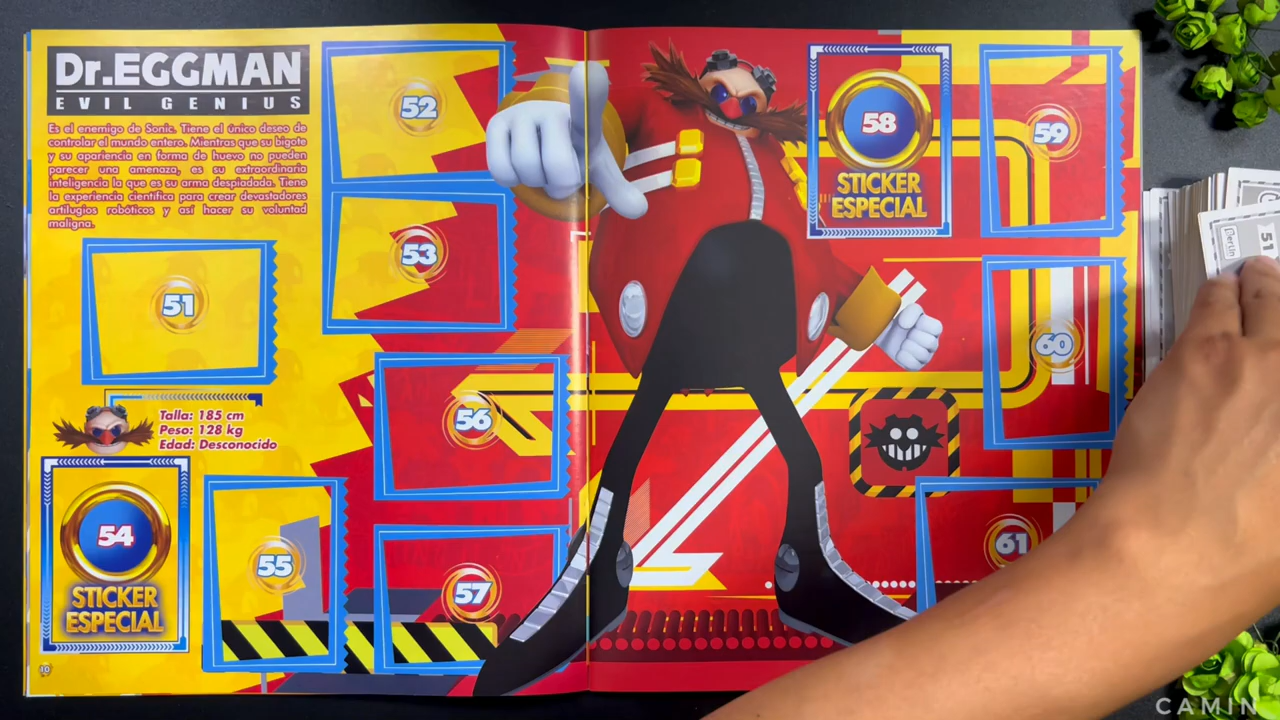 Dr.EGGMAN
EVIL GENIUS
Es el enemigo de Sonic. Tiene el único deseo de
controlar el mundo entero. Mientras que su bigote
y su apariencia en forma de huevo no pueden
parecer una amenaza, es su extraordinaria
inteligencia la que es su arma despiadada. Tiene
la experiencia científica para crear devastadores
artilugios robóticos y así hacer su voluntad
maligna.
51
52
53
Talla: 185 cm
Peso: 128 kg
Edad: Desconocido
54
STICKER
ESPECIAL
55
56
57
10
58
STICKER
ESPECIAL
59
60
61
51
CAMIN